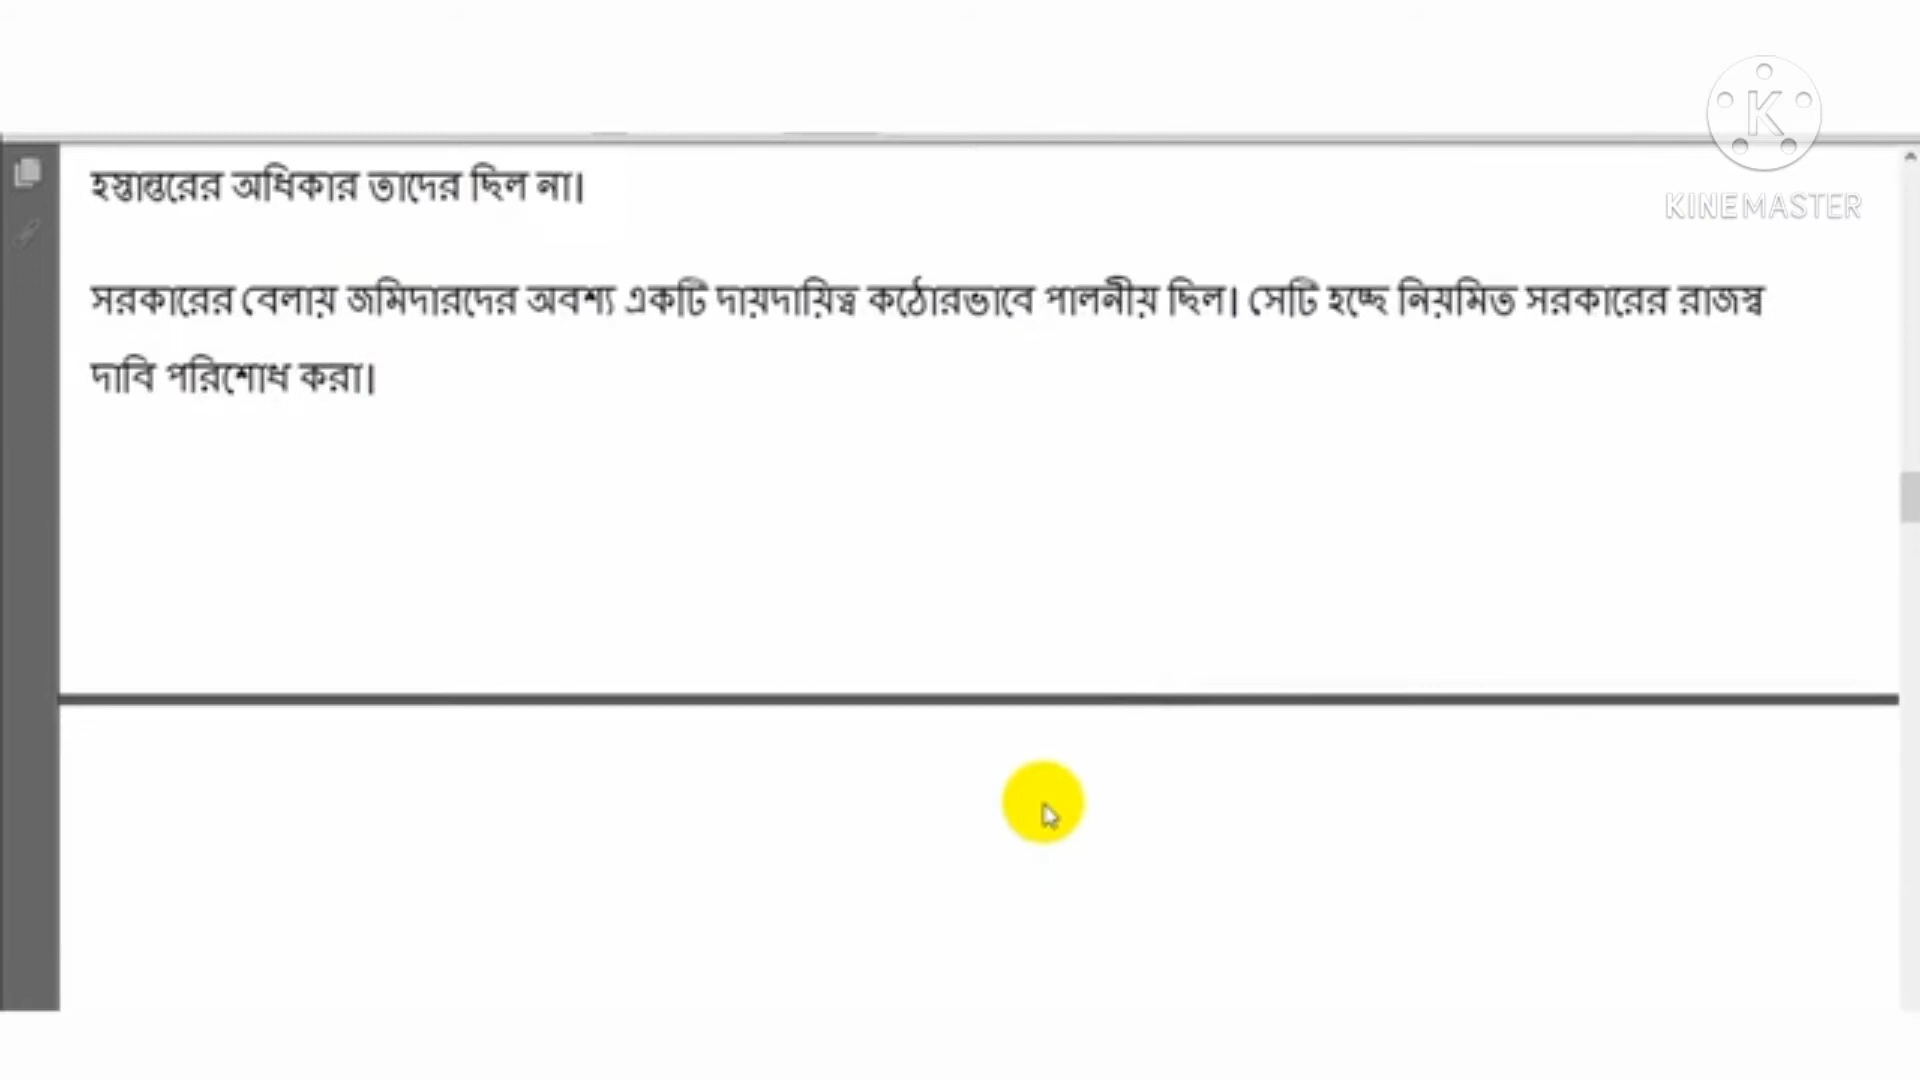 K
KINEMASTER
হস্তান্তরের অধিকার তাদের ছিল না।
সরকারের বেলায় জমিদারদের অবশ্য একটি দায়দায়িত্ব কঠোরভাবে পালনীয় ছিল। সেটি হচ্ছে নিয়মিত সরকারের রাজস্ব
দাবি পরিশোধ করা।